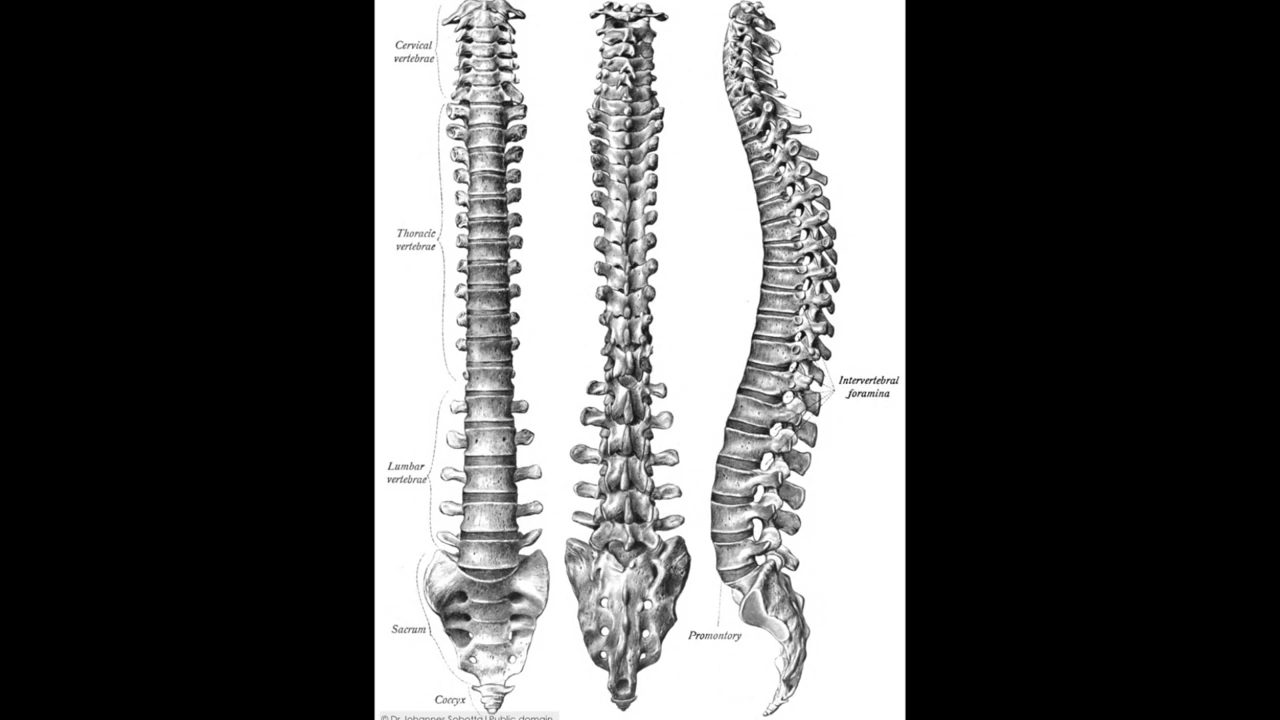 Cervical
vertebrae
Thoracic
vertebrae
Intervertebral
foramina
Lumbar
vertebrae
Sacrum
Promontory
Coccyx
© Dr Johannes Sobotta | Public domain